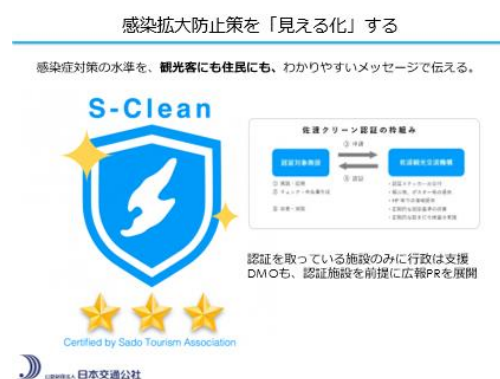 感染拡大防止策を「見える化」する
感染症対策の水準を、観光客にも住民にも、わかりやすいメッセージで伝える。
S-Clean
佐渡クリーン認証の枠組み
① 申請
認証対象施設
佐渡観光交流機構
③ 認証
認証を取っている施設のみに行政は支援
DMOも、認証施設を前提に広報PRを展開
Certified by Sado Tourism Association
日本交通公社